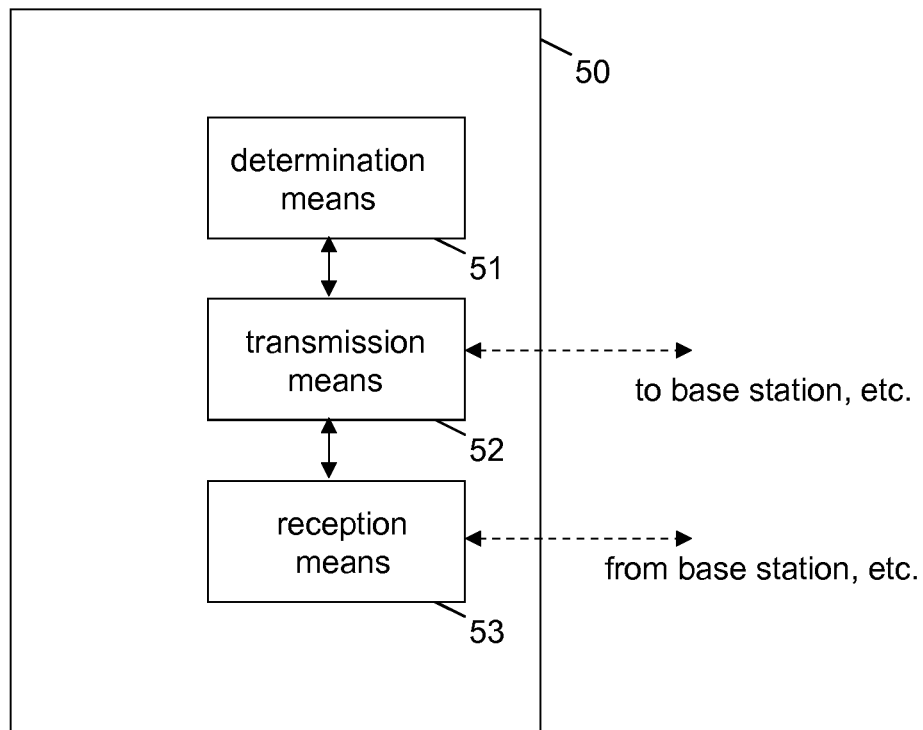 50
determination
means
51
transmission
means
to base station, etc.
52
reception
means
from base station, etc.
53